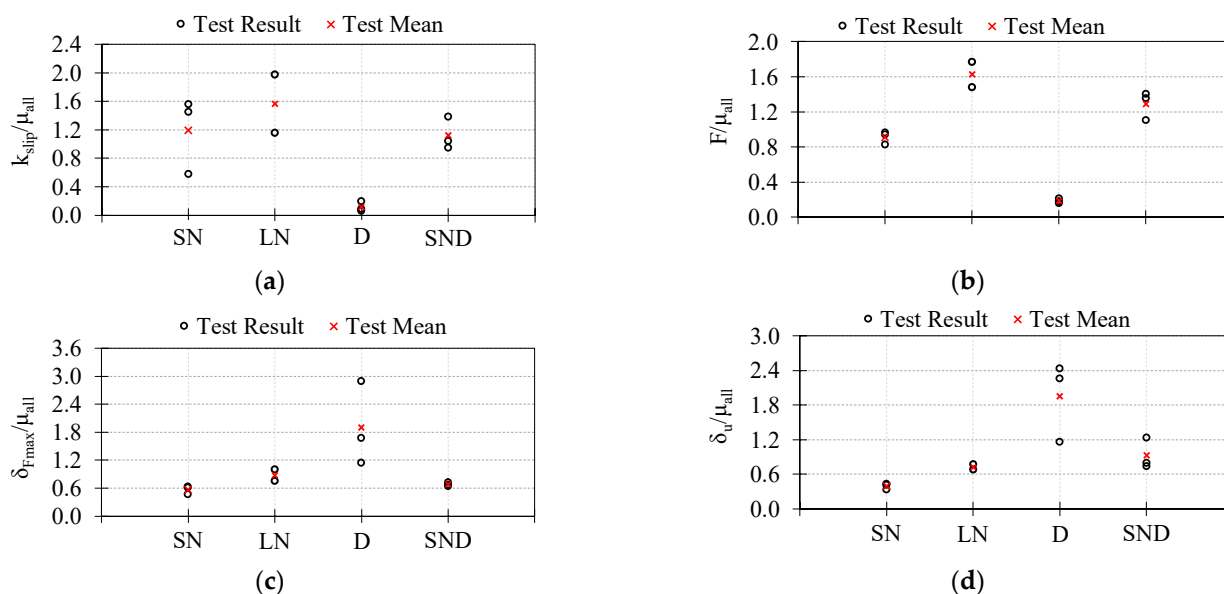 Test Result Test Mean
2.4
2.0
1.6
1.2
0.8
0.4
0.0
k_slip/μ_all
SN LN D SND
(a)
Test Result Test Mean
2.0
1.6
1.2
0.8
0.4
0.0
F/μ_all
(b)
Test Result Test Mean
3.6
3.0
2.4
1.8
1.2
0.6
0.0
δ_Fmax/μ_all
SN LN D SND
(c)
Test Result Test Mean
3.0
2.4
1.8
1.2
0.6
0.0
δ_u/μ_all
SN LN D SND
(d)